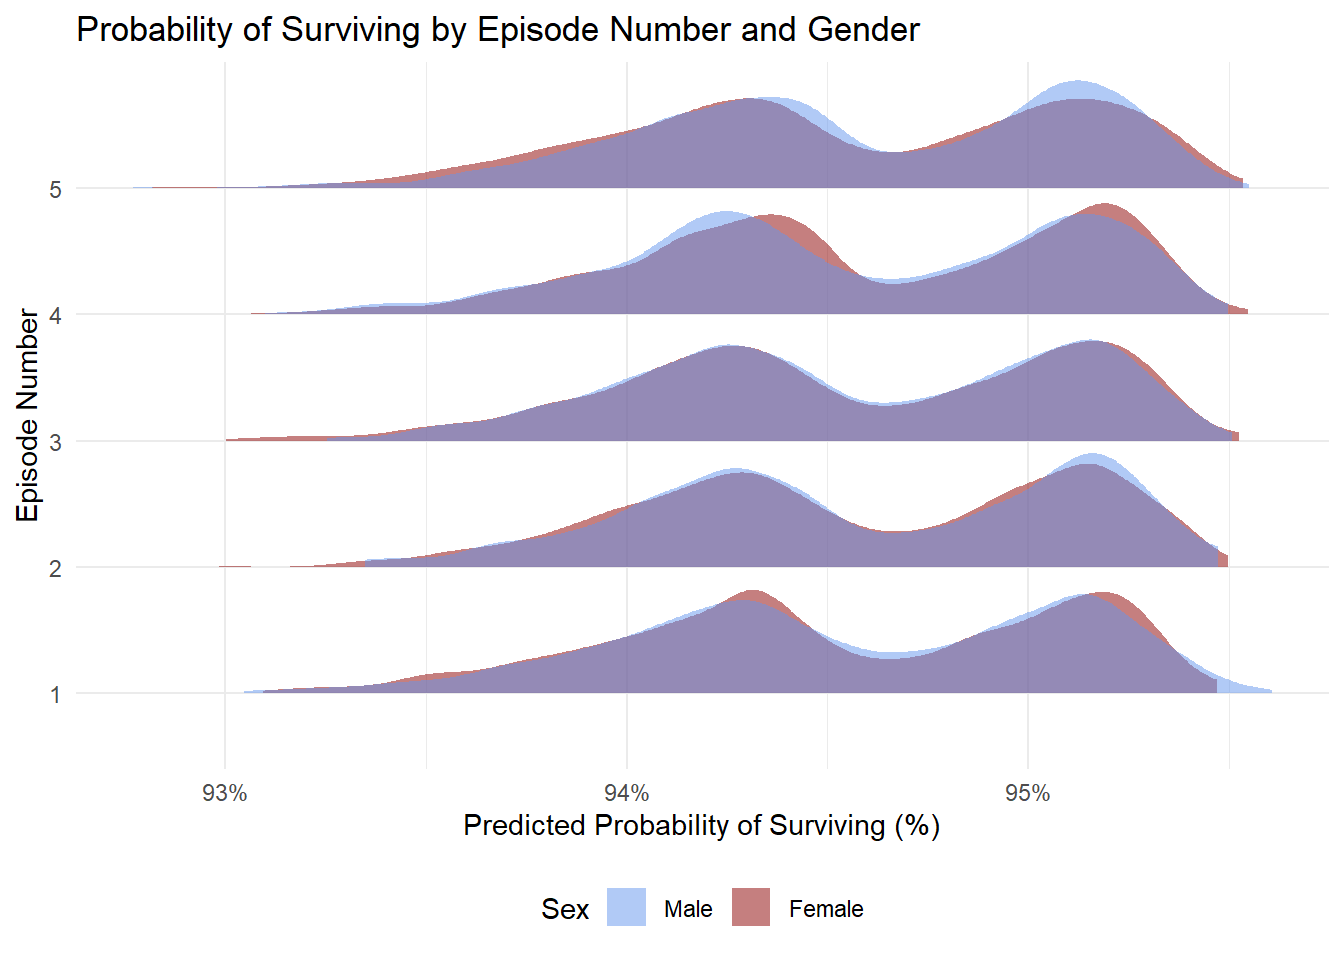 Probability of Surviving by Episode Number and Gender
Episode Number
5
4
3
2
1
93%
94%
95%
Predicted Probability of Surviving (%)
Sex
Male
Female